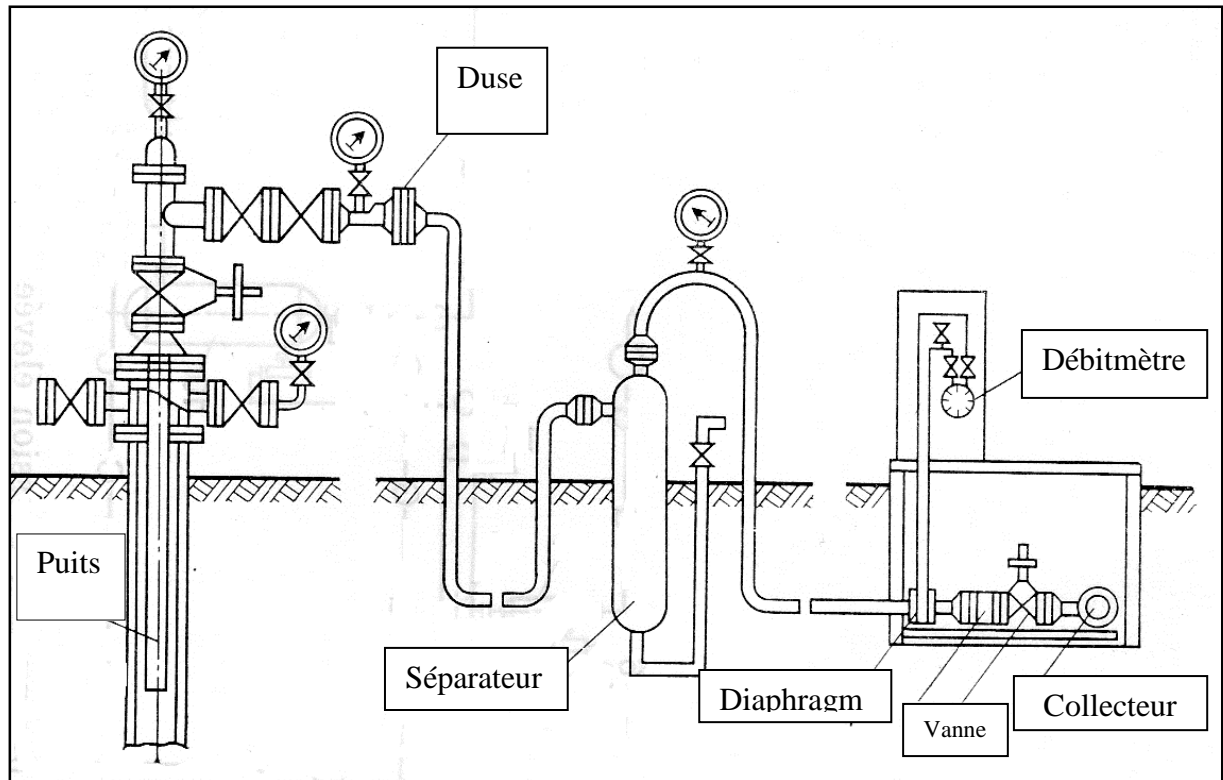 Duse
Débitmètre
Puits
Séparateur
Diaphragm
Vanne
Collecteur